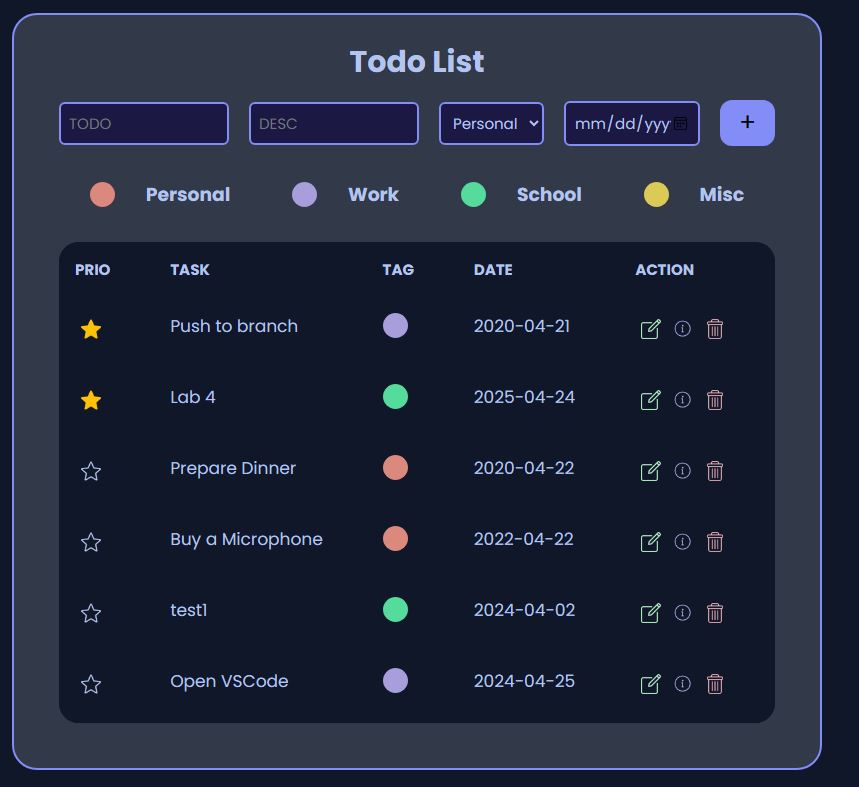 Todo List
TODO DESC Personal mm/dd/yyy +
Personal Work School Misc
PRIO TASK TAG DATE ACTION
Push to branch 2020-04-21
Lab 4 2025-04-24
Prepare Dinner 2020-04-22
Buy a Microphone 2022-04-22
test1 2024-04-02
Open VSCode 2024-04-25